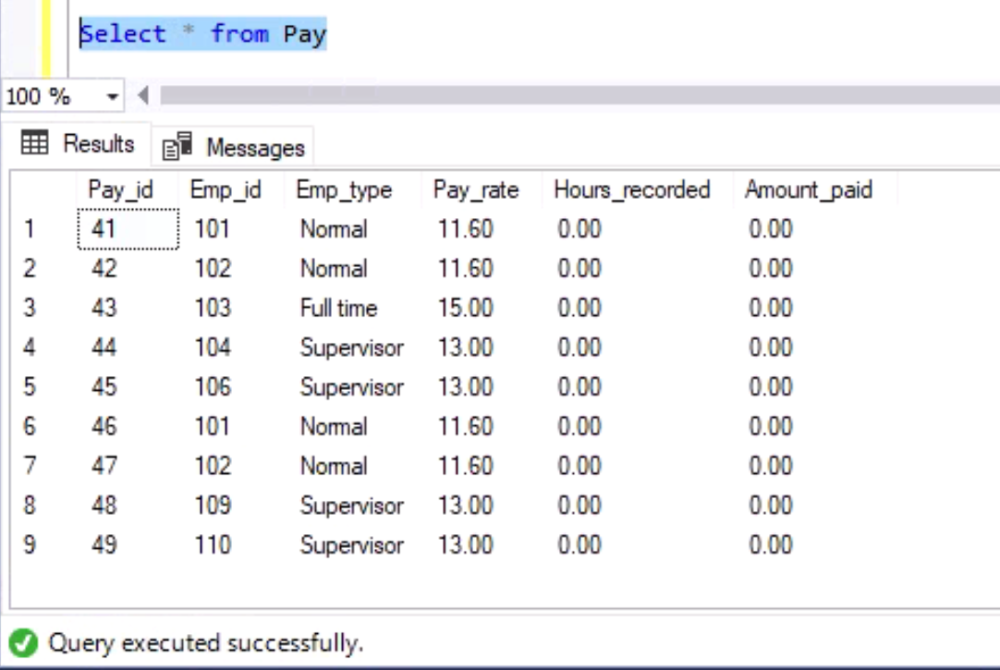 Select * from Pay
100 %
Results Messages
Pay_id Emp_id Emp_type Pay_rate Hours_recorded Amount_paid
1 41 101 Normal 11.60 0.00 0.00
2 42 102 Normal 11.60 0.00 0.00
3 43 103 Full time 15.00 0.00 0.00
4 44 104 Supervisor 13.00 0.00 0.00
5 45 106 Supervisor 13.00 0.00 0.00
6 46 101 Normal 11.60 0.00 0.00
7 47 102 Normal 11.60 0.00 0.00
8 48 109 Supervisor 13.00 0.00 0.00
9 49 110 Supervisor 13.00 0.00 0.00
Query executed successfully.